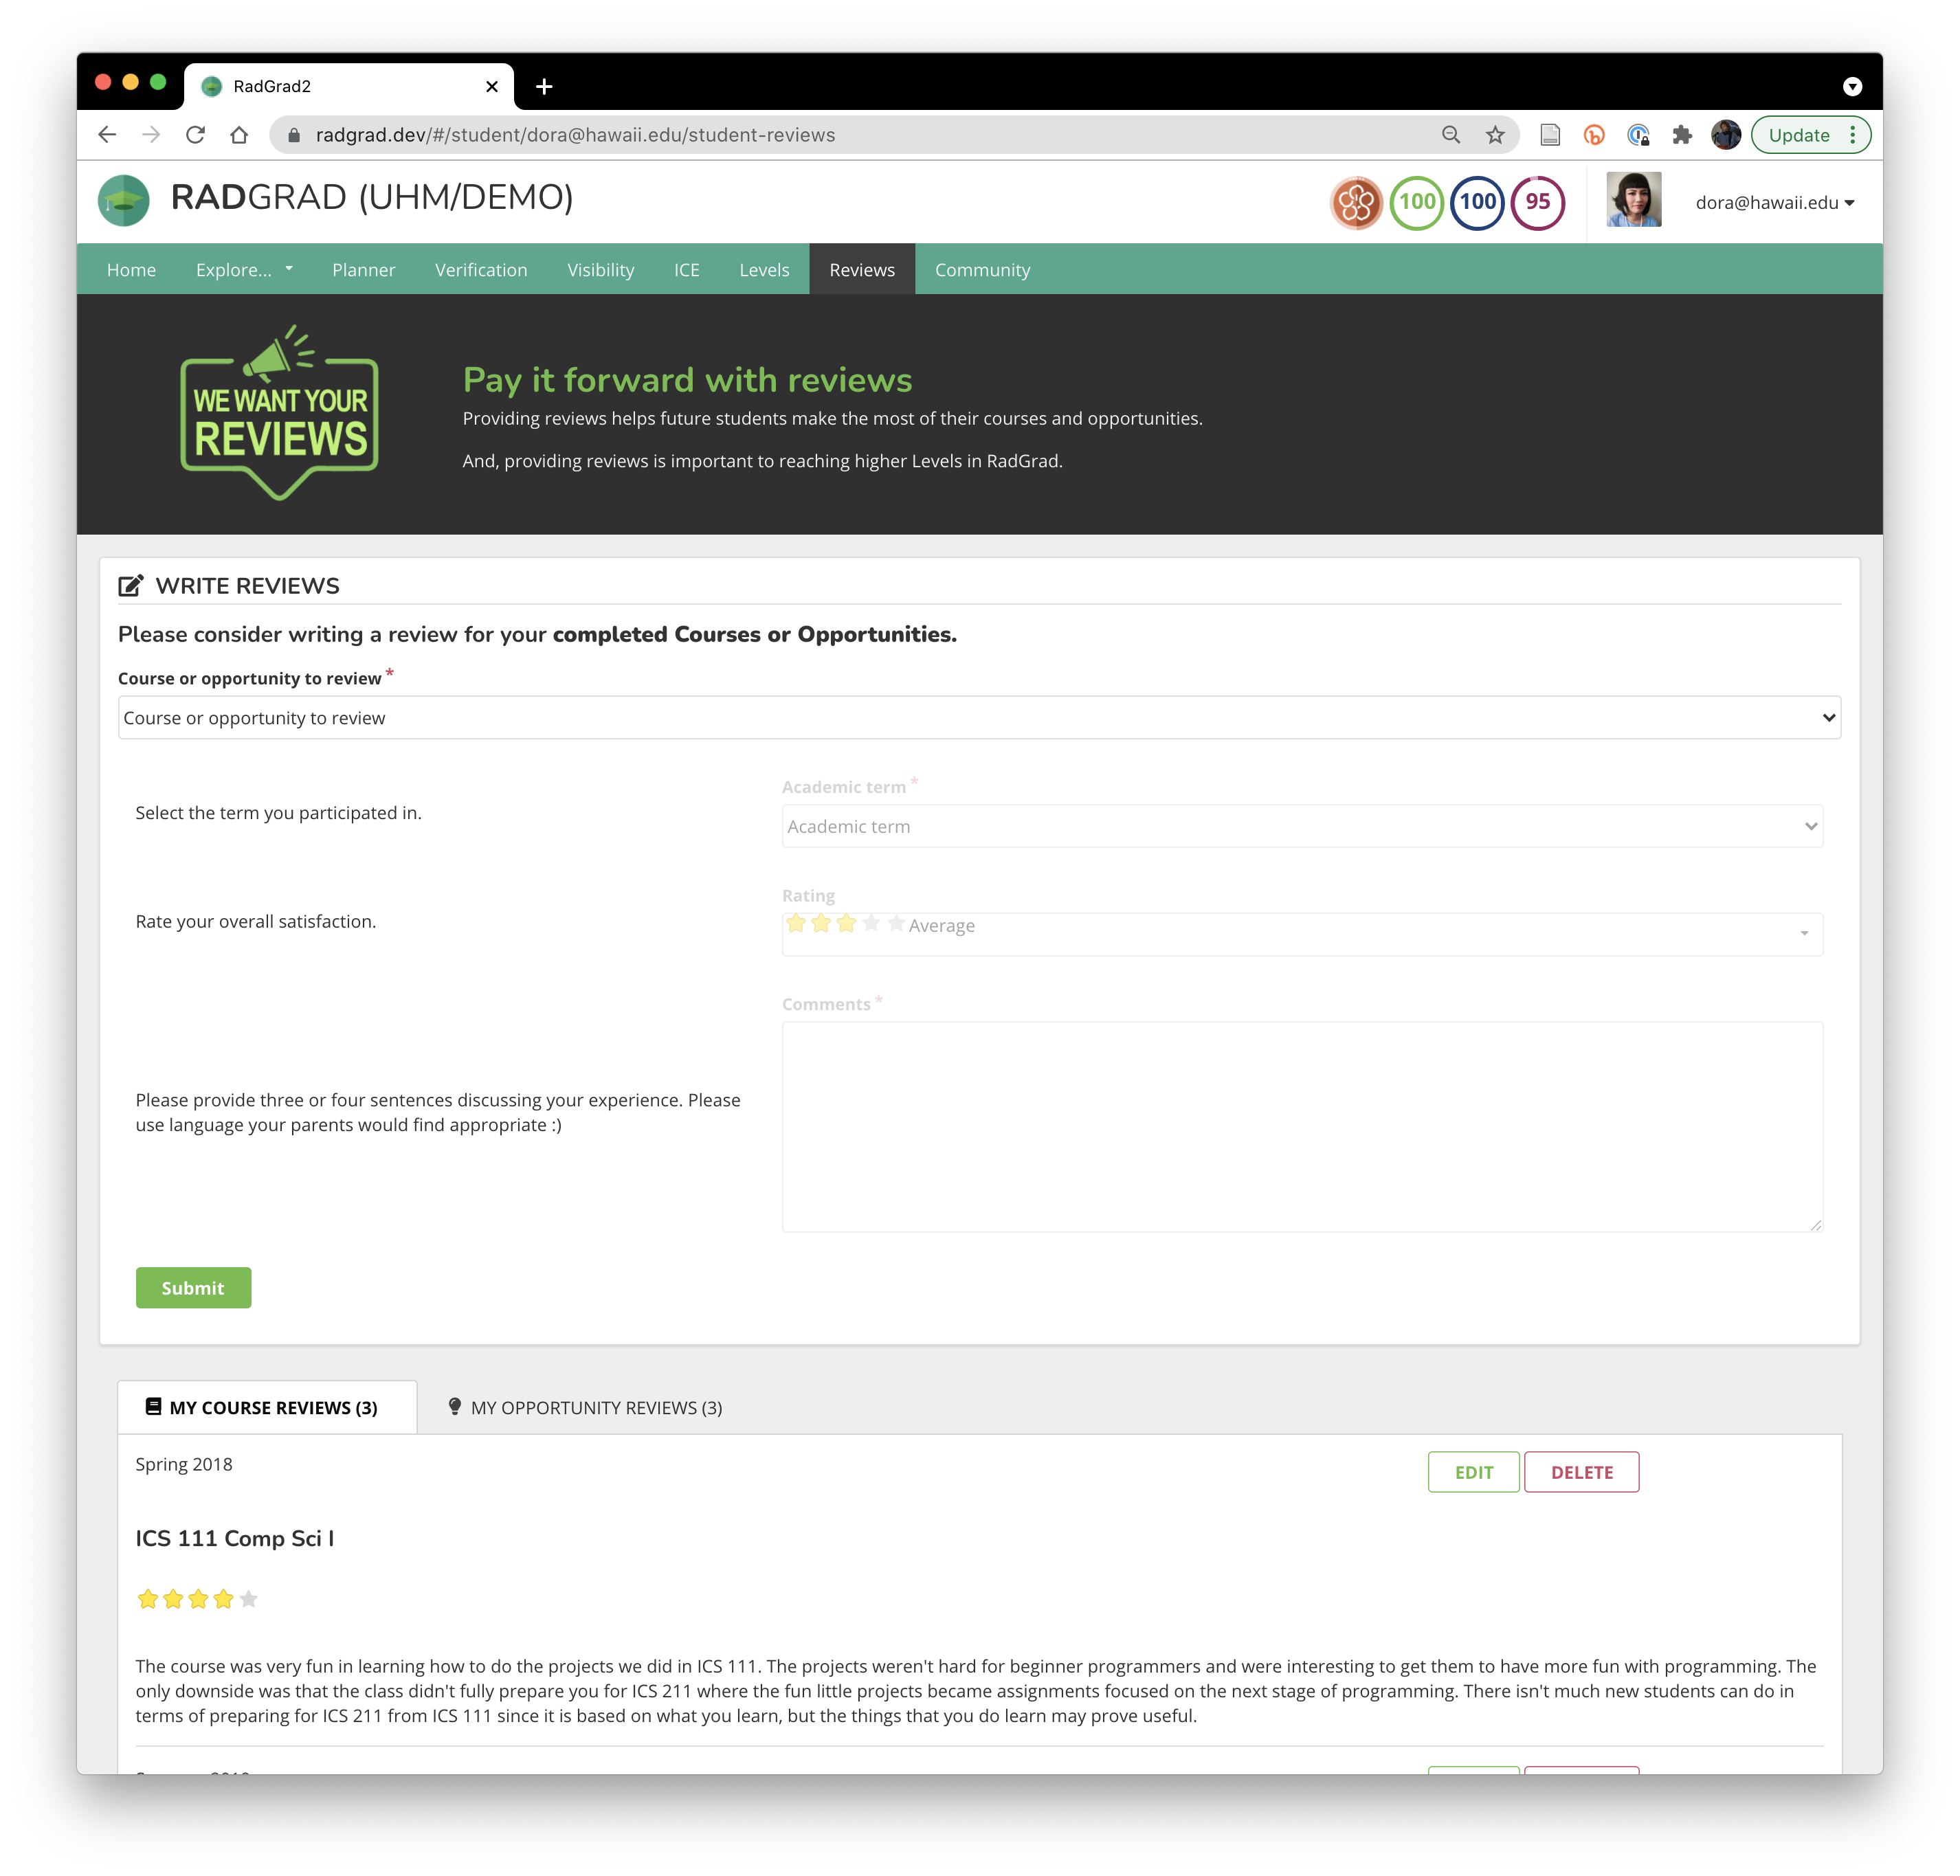 RadGrad2
radgrad.dev/#/student/dora@hawaii.edu/student-reviews
Update
RADGRAD (UHM/DEMO)
100
100
95
dora@hawaii.edu
Home
Explore...
Planner
Verification
Visibility
ICE
Levels
Reviews
Community
WE WANT YOUR
REVIEWS
Pay it forward with reviews
Providing reviews helps future students make the most of their courses and opportunities.
And, providing reviews is important to reaching higher Levels in RadGrad.
WRITE REVIEWS
Please consider writing a review for your completed Courses or Opportunities.
Course or opportunity to review *
Course or opportunity to review
Academic term *
Select the term you participated in.
Academic term
Rating
Rate your overall satisfaction.
Average
Comments *
Please provide three or four sentences discussing your experience. Please
use language your parents would find appropriate :)
Submit
MY COURSE REVIEWS (3)
MY OPPORTUNITY REVIEWS (3)
Spring 2018
EDIT
DELETE
ICS 111 Comp Sci I
The course was very fun in learning how to do the projects we did in ICS 111. The projects weren't hard for beginner programmers and were interesting to get them to have more fun with programming. The
only downside was that the class didn't fully prepare you for ICS 211 where the fun little projects became assignments focused on the next stage of programming. There isn't much new students can do in
terms of preparing for ICS 211 from ICS 111 since it is based on what you learn, but the things that you do learn may prove useful.